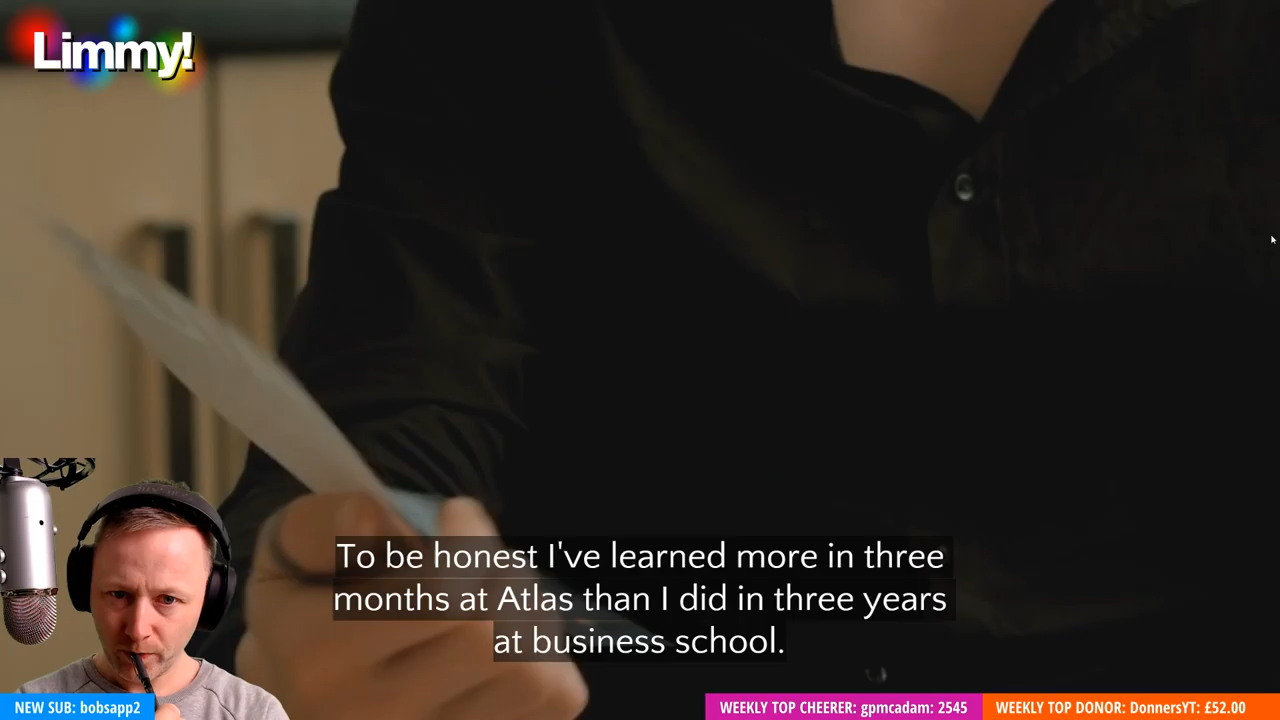 Limmy!
To be honest I've learned more in three
months at Atlas than I did in three years
at business school.
NEW SUB: bobsapp2
WEEKLY TOP CHEERER: gpmcadam: 2545
WEEKLY TOP DONOR: DonnersYT: £52.00